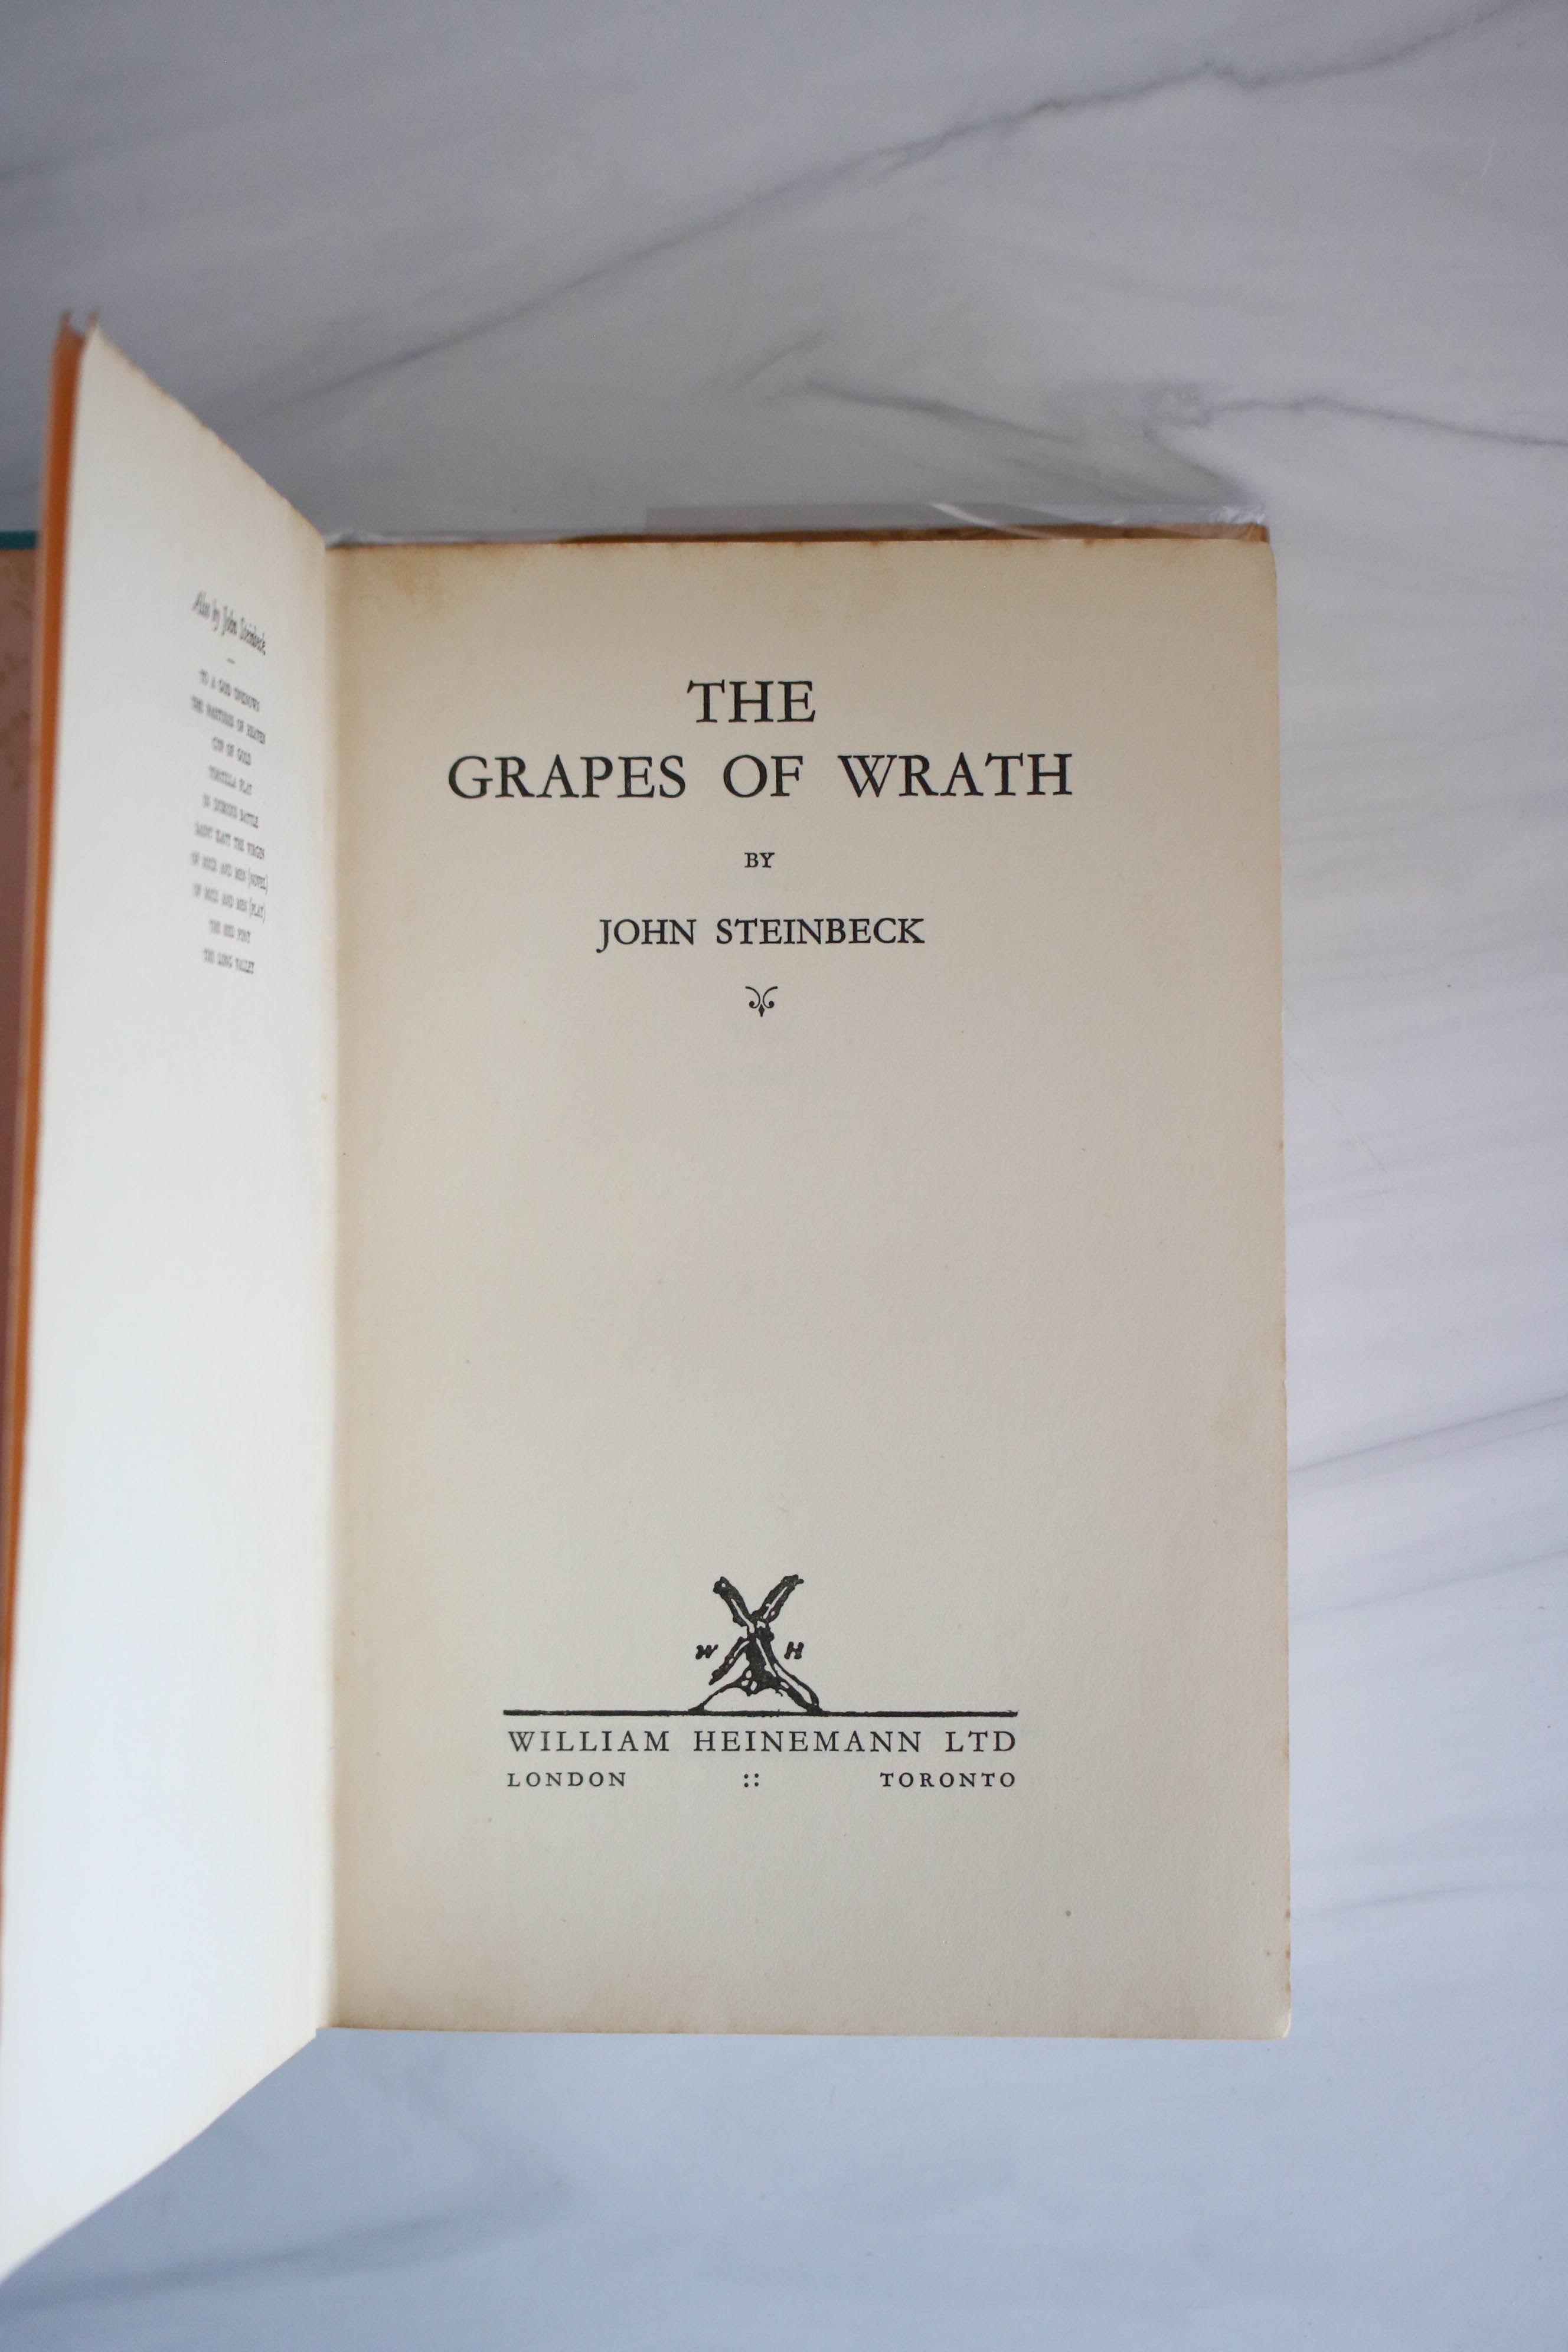 Also by John Steinbeck
TO A GOD UNKNOWN
THE PASTURES OF HEAVEN
CUP OF GOLD
TORTILLA FLAT
IN DUBIOUS BATTLE
SAINT KATY THE VIRGIN
OF MICE AND MEN (NOVEL)
OF MICE AND MEN (PLAY)
THE RED PONY
THE LONG VALLEY
THE
GRAPES OF WRATH
BY
JOHN STEINBECK
W H
WILLIAM HEINEMANN LTD
LONDON :: TORONTO